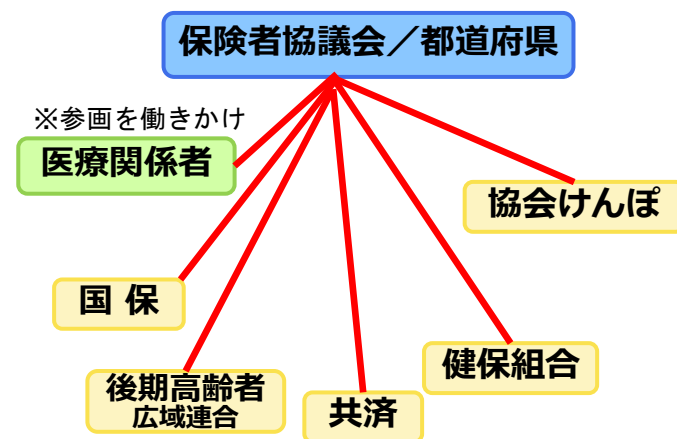 保険者協議会／都道府県
※参画を働きかけ
医療関係者
協会けんぽ
国 保
健保組合
後期高齢者
広域連合
共済